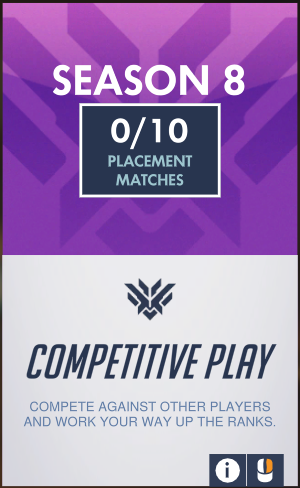 SEASON 8
0/10
PLACEMENT
MATCHES
COMPETITIVE PLAY
COMPETE AGAINST OTHER PLAYERS
AND WORK YOUR WAY UP THE RANKS.
i